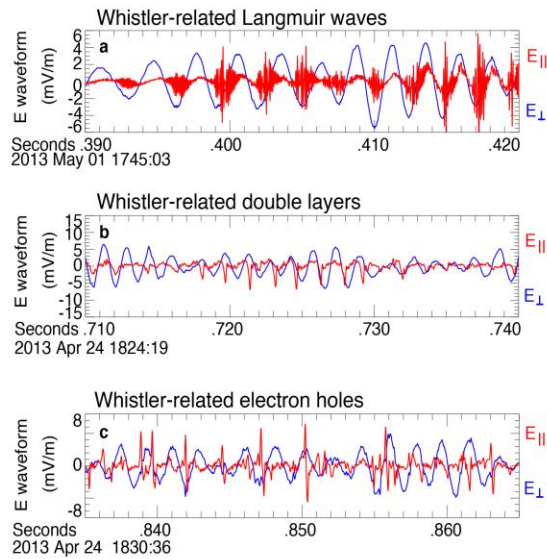 Whistler-related Langmuir waves
a
E waveform
(mV/m)
6
4
2
0
-2
-4
-6
E||
E⊥
Seconds .390 .400 .410 .420
2013 May 01 1745:03
Whistler-related double layers
b
E waveform
(mV/m)
15
10
5
0
-5
-10
-15
E||
E⊥
.710 .720 .730 .740
Seconds
2013 Apr 24 1824:19
Whistler-related electron holes
c
E waveform
(mV/m)
8
0
-8
E||
E⊥
.840 .850 .860
Seconds
2013 Apr 24 1830:36